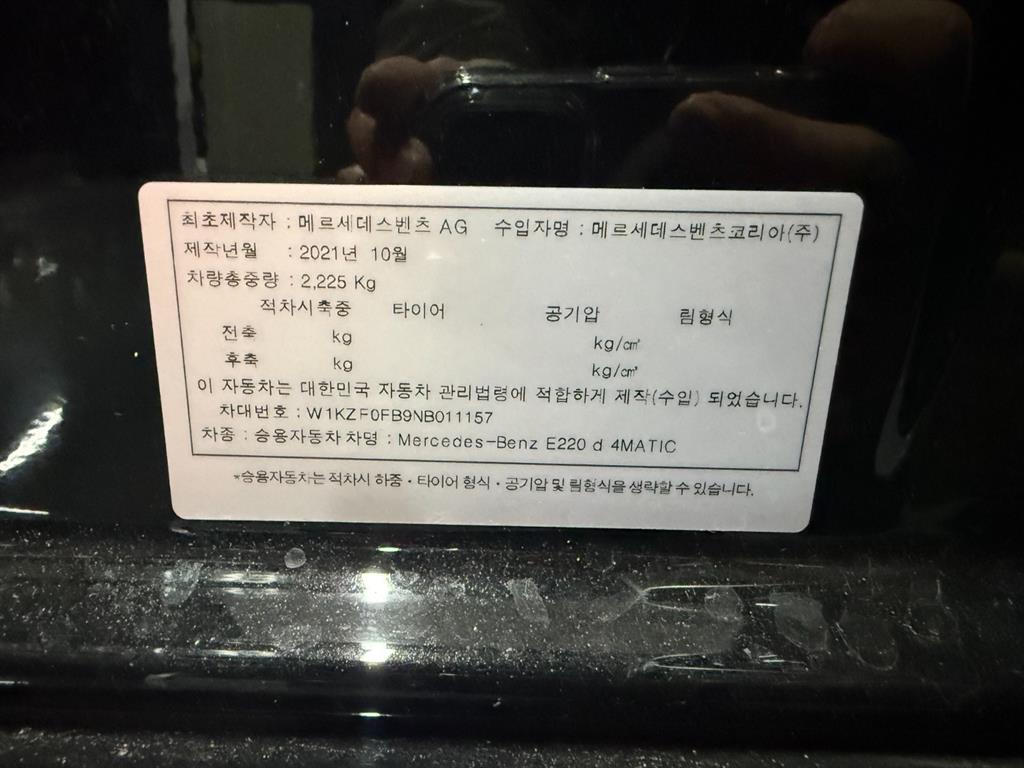 최초제작자 : 메르세데스벤츠 AG 수입자명 : 메르세데스벤츠코리아(주)
제작년월 : 2021년 10월
차량총중량 : 2,225 Kg
적차시축중 타이어 공기압 림형식
전축 kg kg/㎠
후축 kg kg/㎠
이 자동차는 대한민국 자동차 관리법령에 적합하게 제작(수입) 되었습니다.
차대번호 : W1KZF0FB9NB011157
차종 : 승용자동차 차명 : Mercedes-Benz E220 d 4MATIC
*승용자동차는 적차시 하중·타이어 형식·공기압 및 림형식을 생략할 수 있습니다.